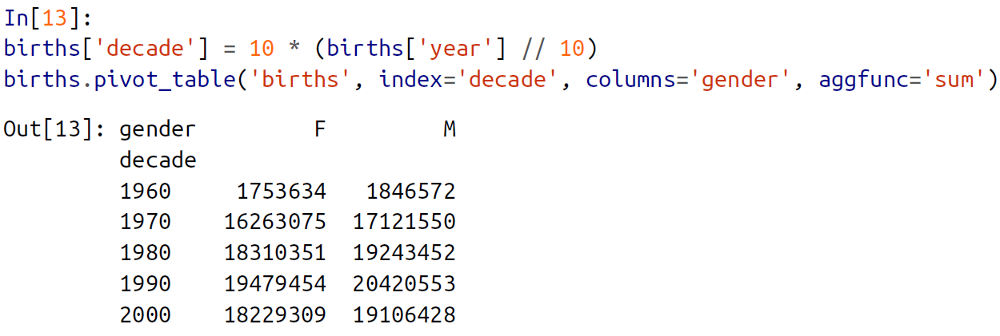 In[13]:
births['decade'] = 10 * (births['year'] // 10)
births.pivot_table('births', index='decade', columns='gender', aggfunc='sum')
Out[13]: gender F M
decade
1960 1753634 1846572
1970 16263075 17121550
1980 18310351 19243452
1990 19479454 20420553
2000 18229309 19106428